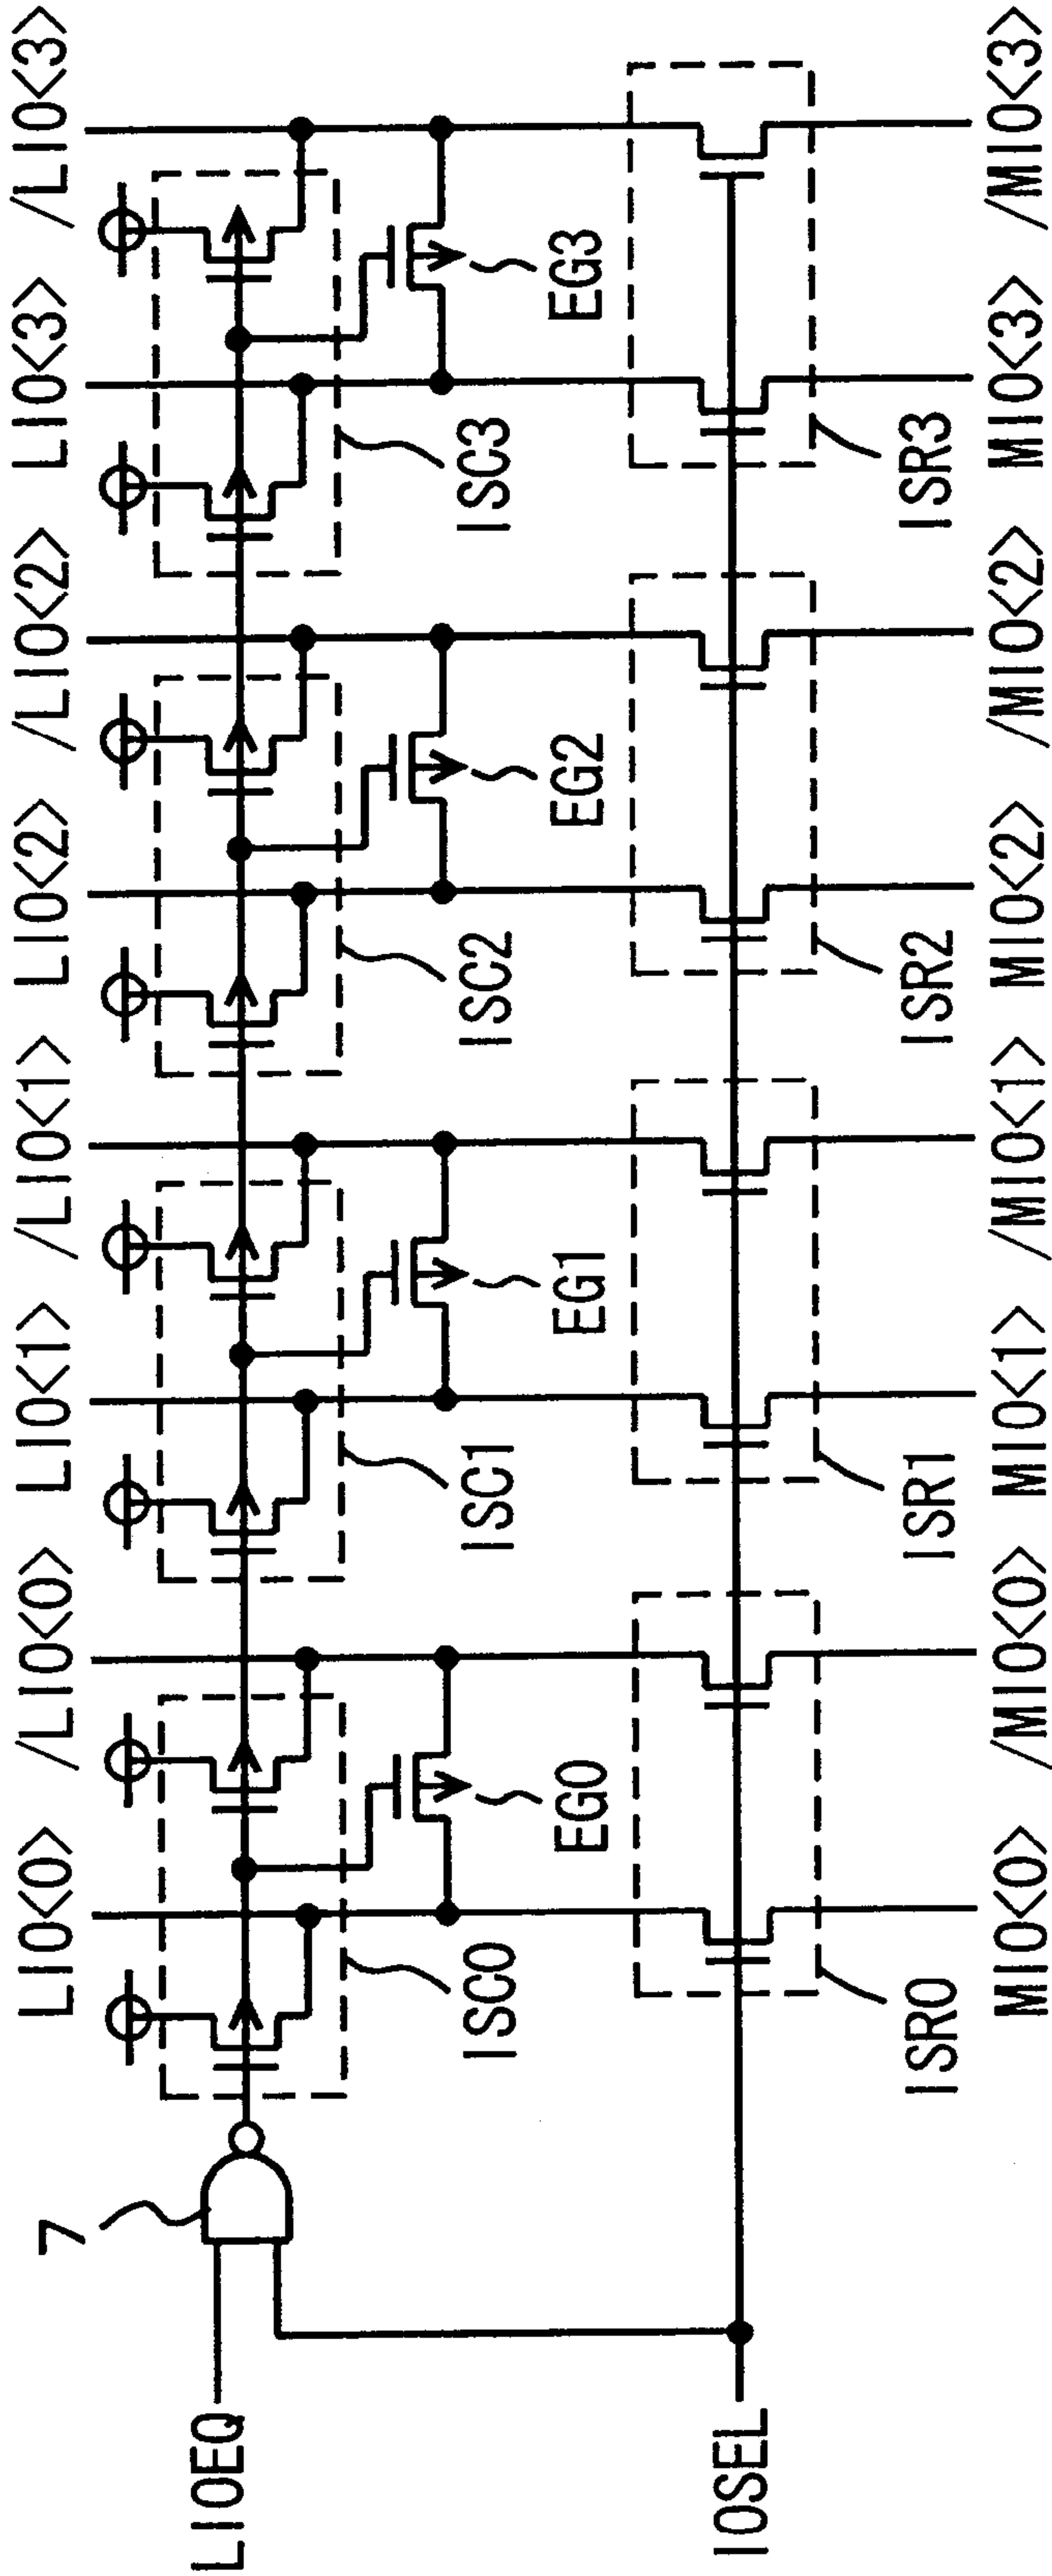 LIO<0> /LIO<0> LIO<1> /LIO<1> LIO<2> /LIO<2> LIO<3> /LIO<3>
7
LIOEQ
ISC0 ISC1 ISC2 ISC3
EG0 EG1 EG2 EG3
IOSEL
ISR0 ISR1 ISR2 ISR3
MIO<0> /MIO<0> MIO<1> /MIO<1> MIO<2> /MIO<2> MIO<3> /MIO<3>